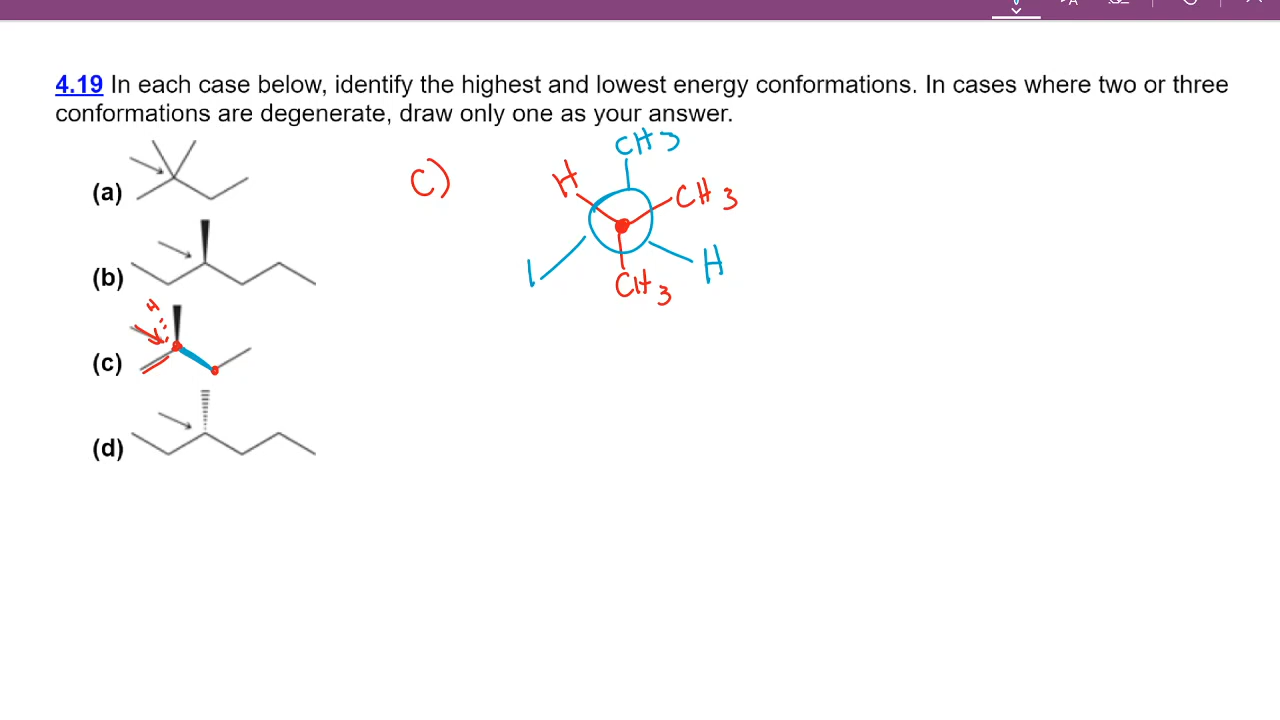 4.19 In each case below, identify the highest and lowest energy conformations. In cases where two or three
conformations are degenerate, draw only one as your answer.
CH3
C)
H
CH3
(a)
H
CH3
(b)
H
(c)
(d)